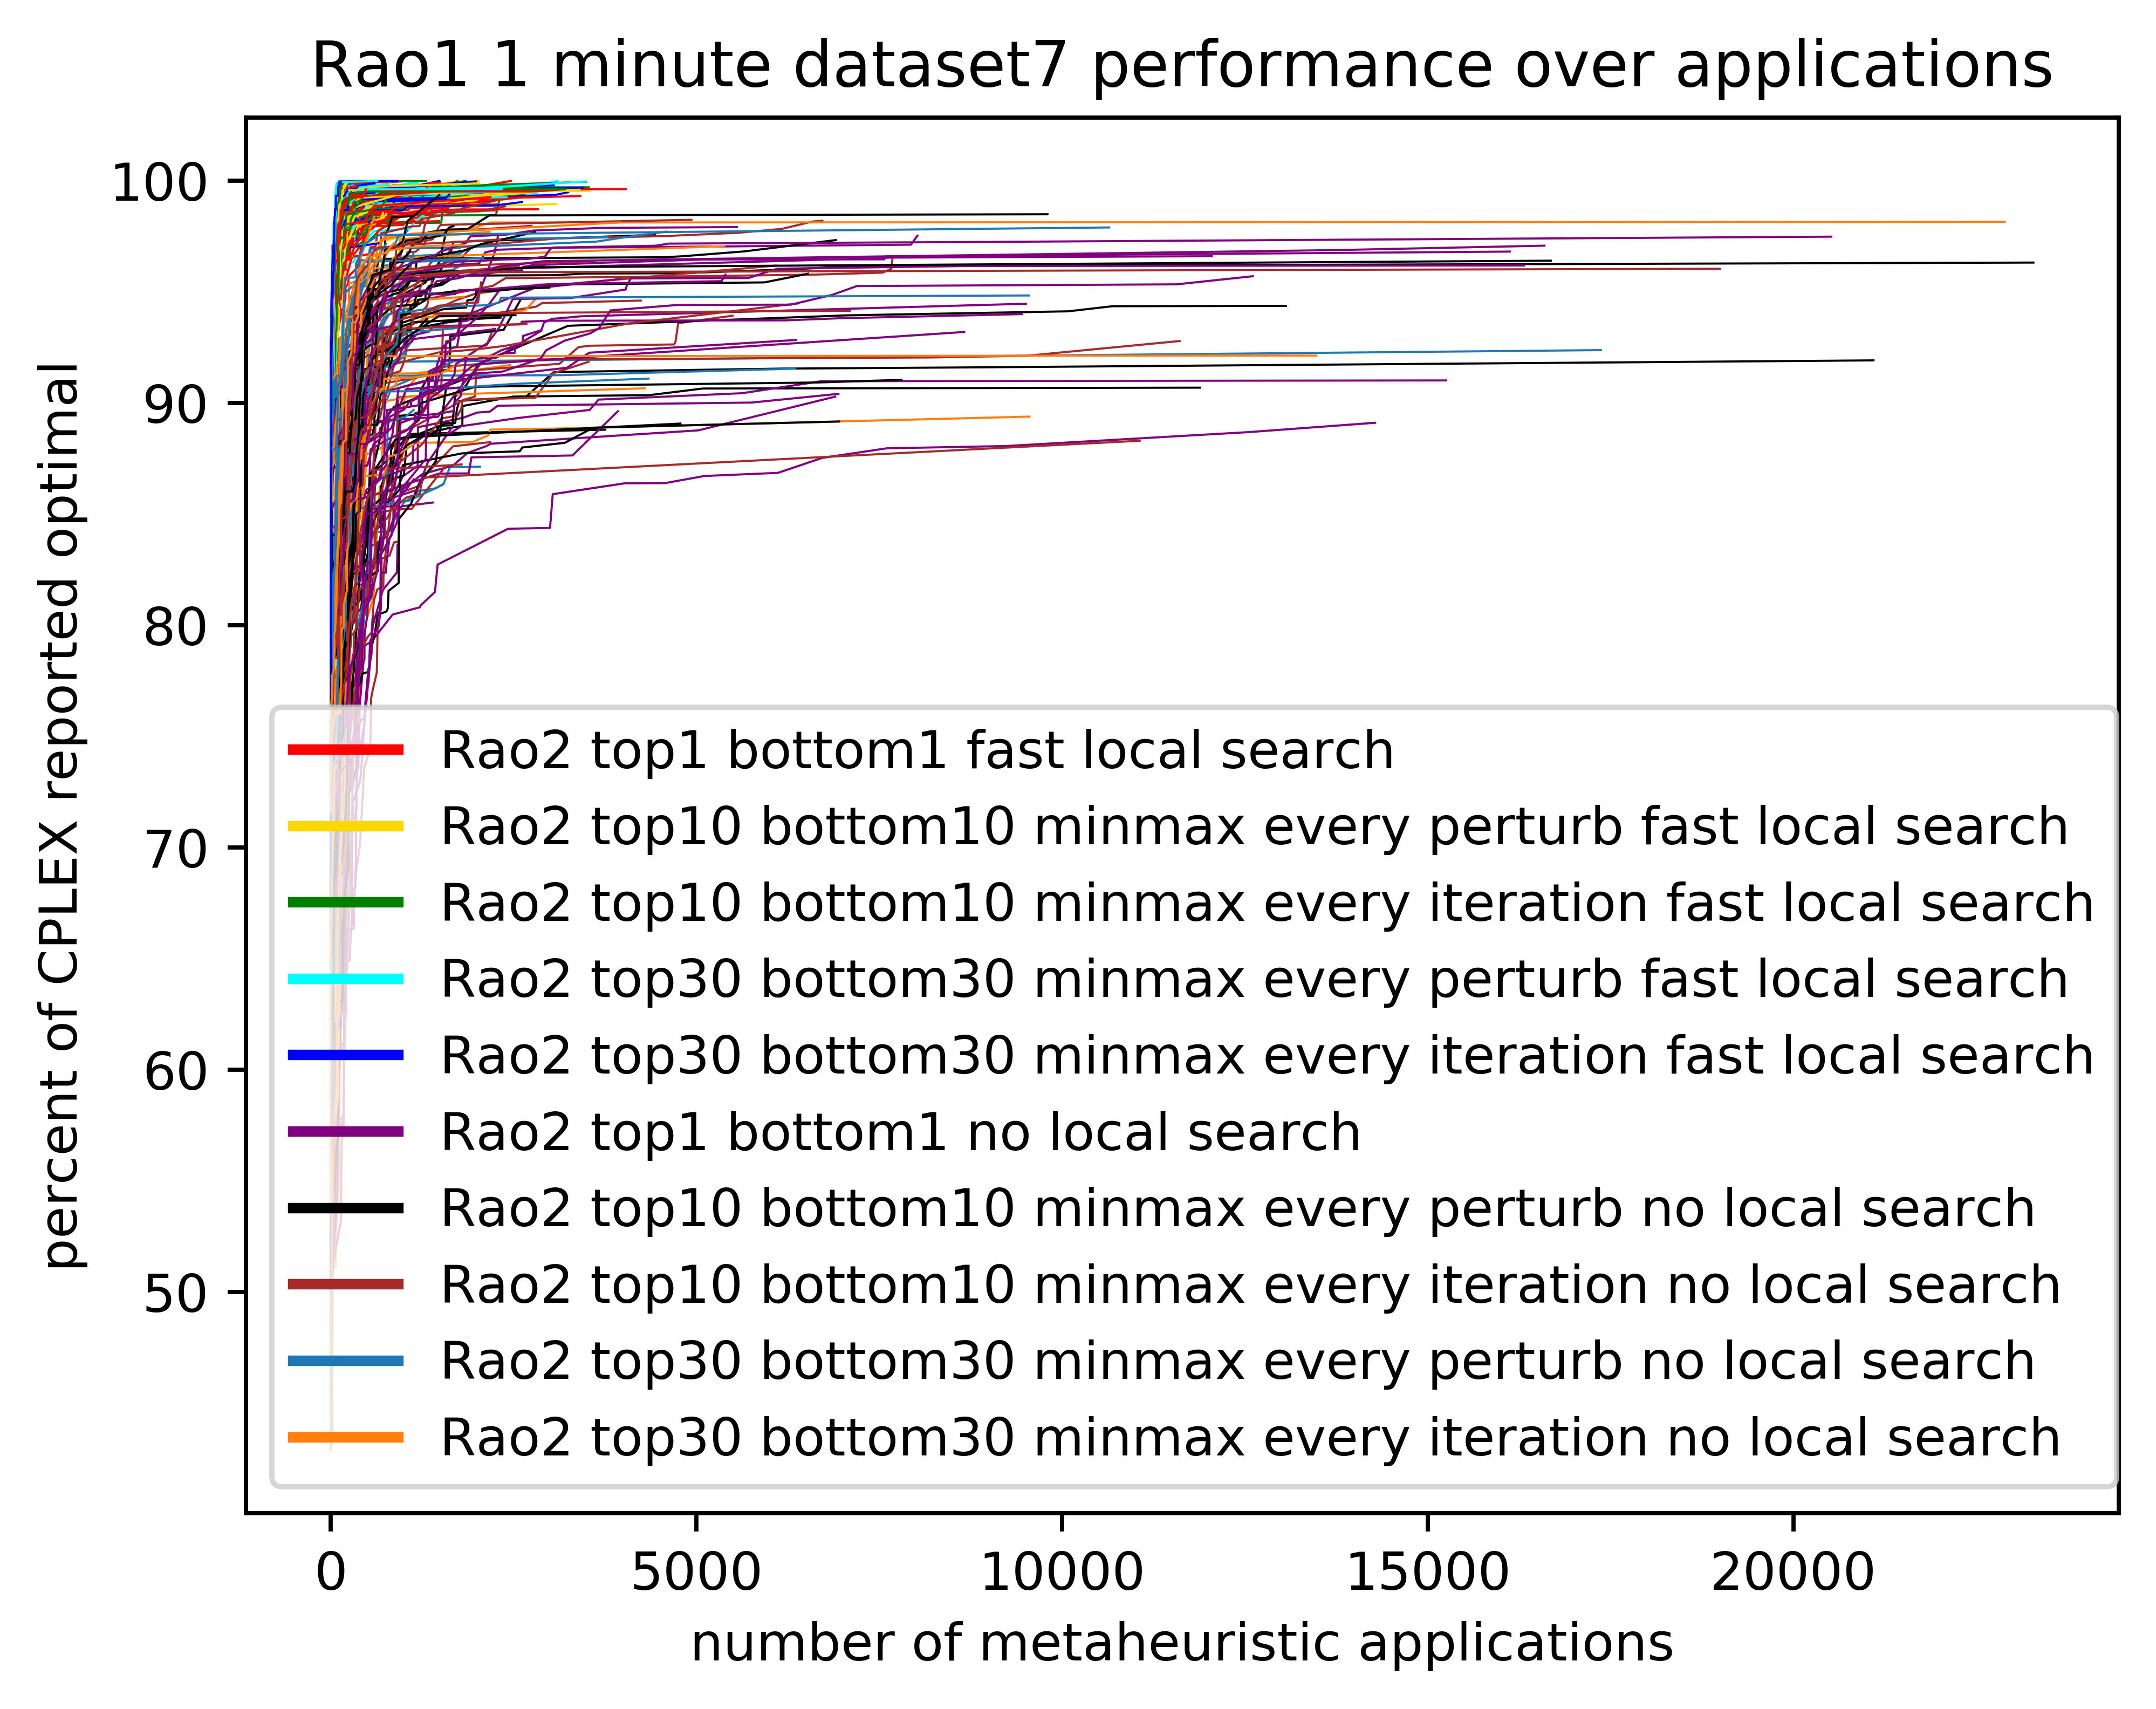 Rao1 1 minute dataset7 performance over applications
percent of CPLEX reported optimal
100
90
80
70
60
50
Rao2 top1 bottom1 fast local search
Rao2 top10 bottom10 minmax every perturb fast local search
Rao2 top10 bottom10 minmax every iteration fast local search
Rao2 top30 bottom30 minmax every perturb fast local search
Rao2 top30 bottom30 minmax every iteration fast local search
Rao2 top1 bottom1 no local search
Rao2 top10 bottom10 minmax every perturb no local search
Rao2 top10 bottom10 minmax every iteration no local search
Rao2 top30 bottom30 minmax every perturb no local search
Rao2 top30 bottom30 minmax every iteration no local search
0 5000 10000 15000 20000
number of metaheuristic applications